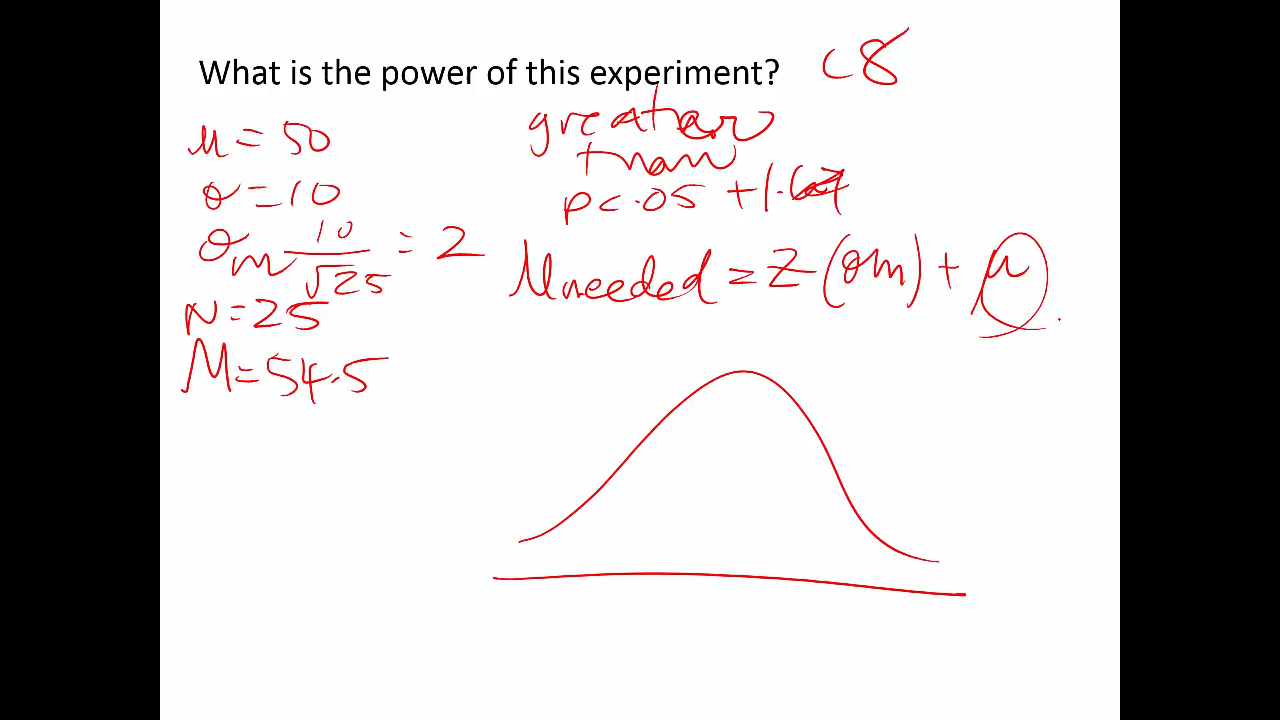 What is the power of this experiment? C8
μ = 50
σ = 10
σm 10/√25 = 2
N = 25
M = 54.5
greater
than
p < .05 +1.64
Mneeded = Z (σm) + μ